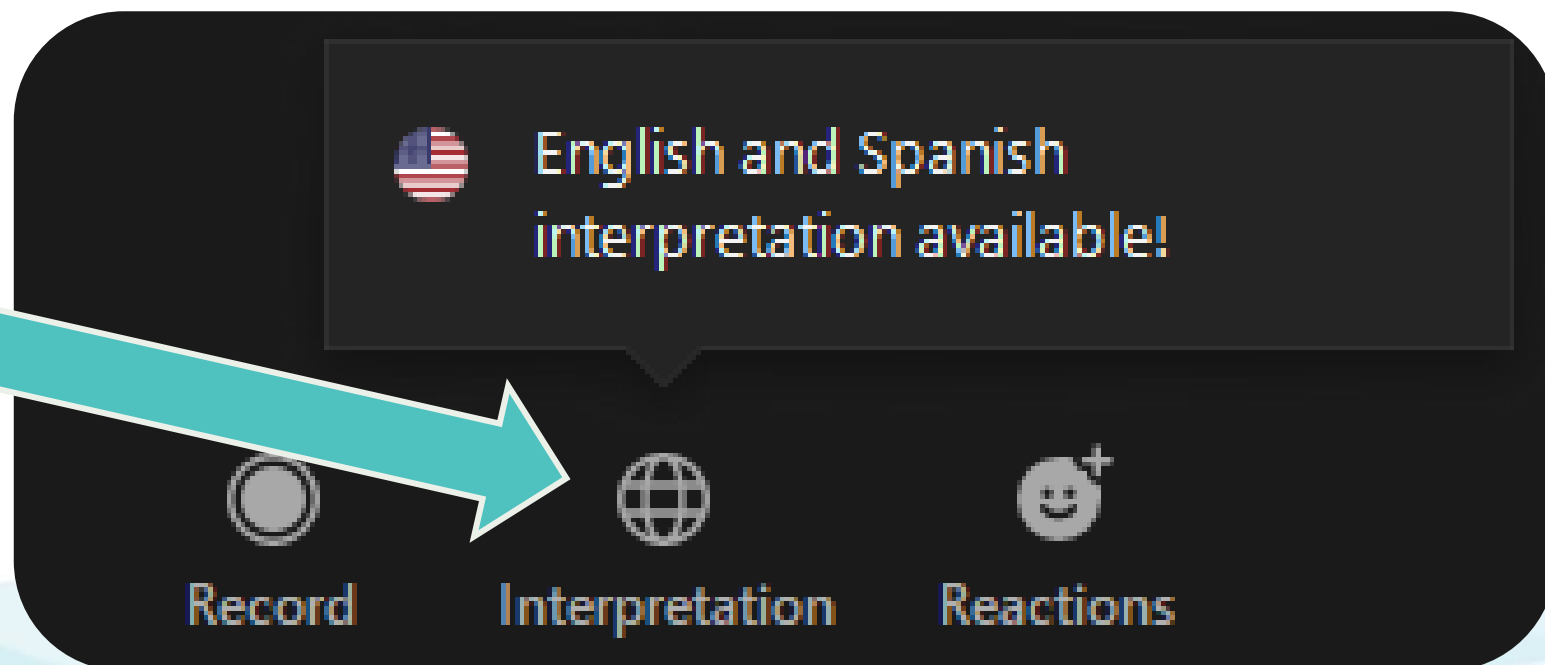 English and Spanish
interpretation available!
Record
Interpretation
Reactions